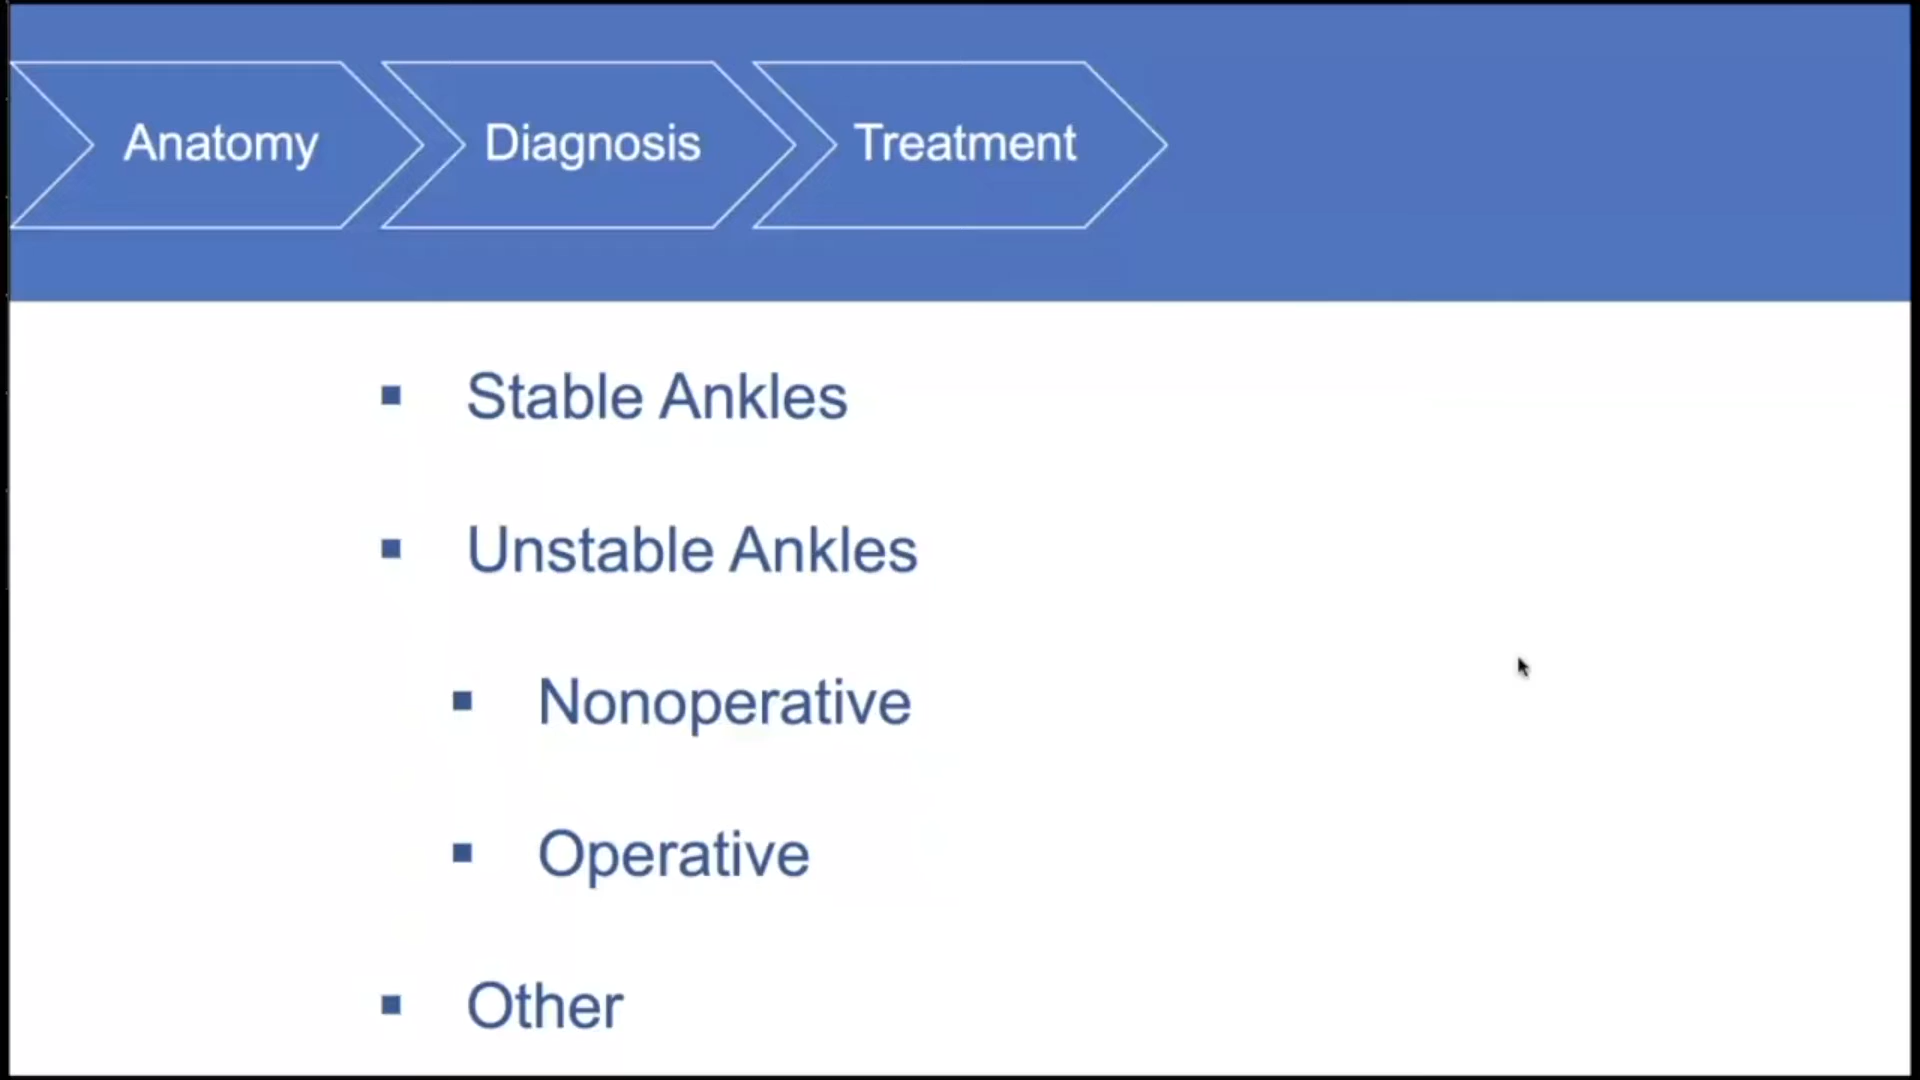 Anatomy
Diagnosis
Treatment
Stable Ankles
Unstable Ankles
Nonoperative
Operative
Other